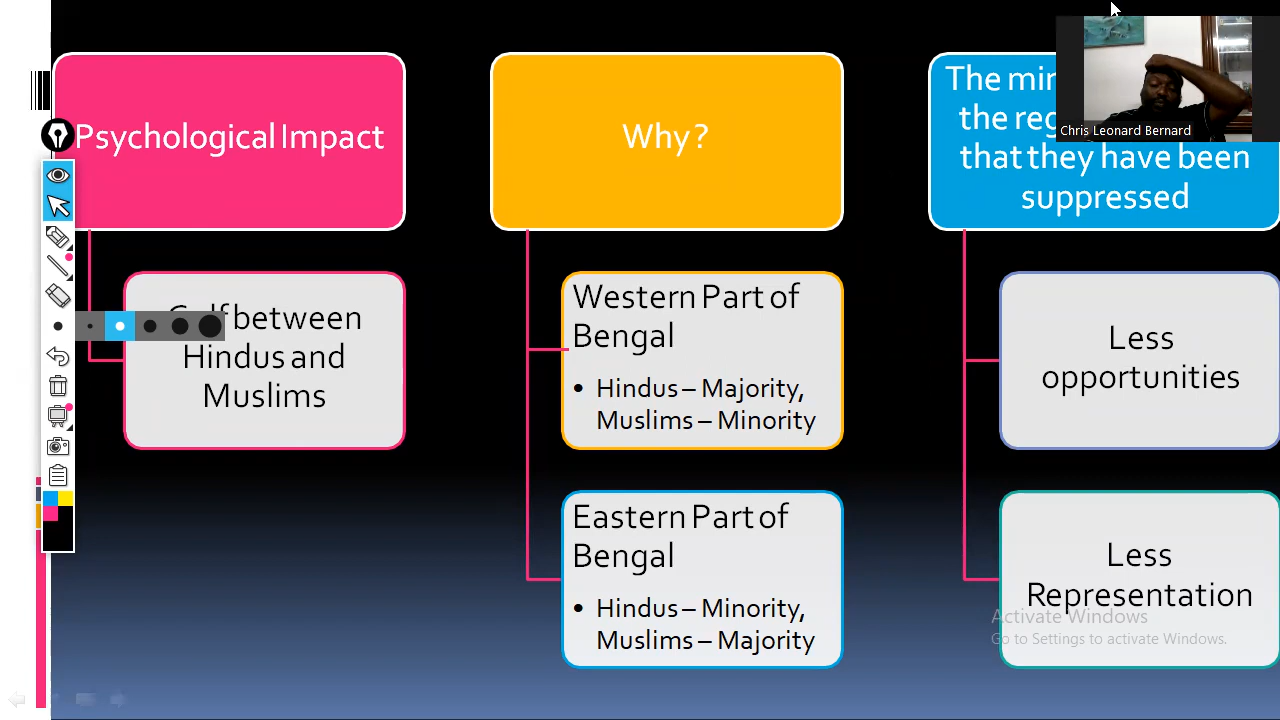 Psychological Impact
Gulf between
Hindus and
Muslims
Why?
Western Part of
Bengal
• Hindus – Majority,
Muslims – Minority
Eastern Part of
Bengal
• Hindus – Minority,
Muslims – Majority
The
the
that they have been
suppressed
Less
opportunities
Less
Representation
Chris Leonard Bernard
Activate Windows
Go to Settings to activate Windows.